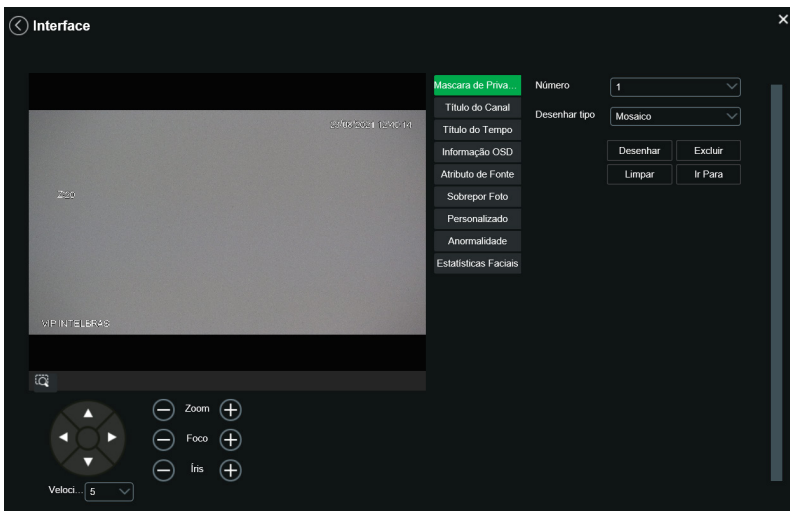 Interface
Mascara de Priva...
Título do Canal
Título do Tempo
Informação OSD
Atributo de Fonte
Sobrepor Foto
Personalizado
Anormalidade
Estatísticas Faciais
Número
1
Desenhar tipo
Mosaico
Desenhar
Excluir
Limpar
Ir Para
VIP INTELBRAS
Zoom
Foco
Íris
Veloci...
5